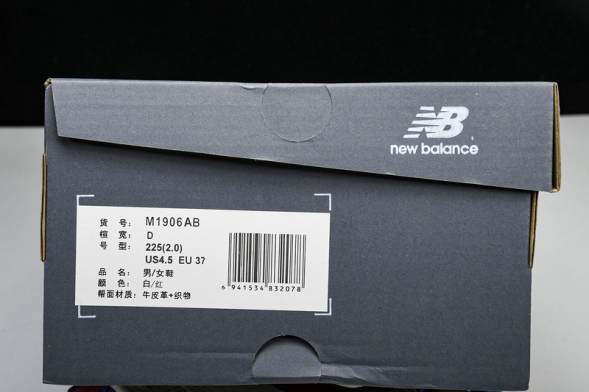 NB
new balance
货 号: M1906AB
楦 宽: D
号 型: 225(2.0)
US4.5 EU 37
品 名: 男/女鞋
颜 色: 白/红
帮面材质: 牛皮革+织物
6 941534 832078